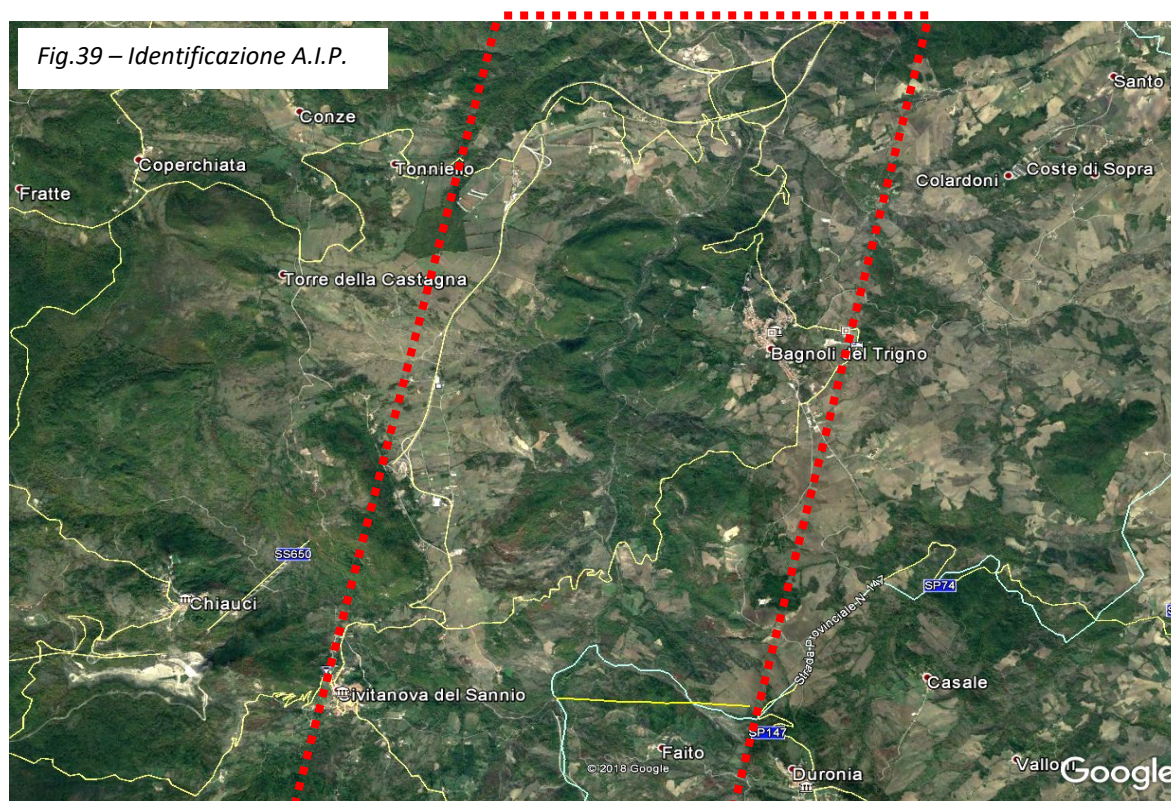 Fig.39 – Identificazione A.I.P.
Santo
Conze
Coperchiata
Tonniello
Coste di Sopra
Colardoni
Fratte
Torre della Castagna
Bagnoli del Trigno
SS650
SP74
Chiauci
Strada Provinciale N 147
Casale
Civitanova del Sannio
SP147
Faito
© 2018 Google
Duronia
Valloni
Google